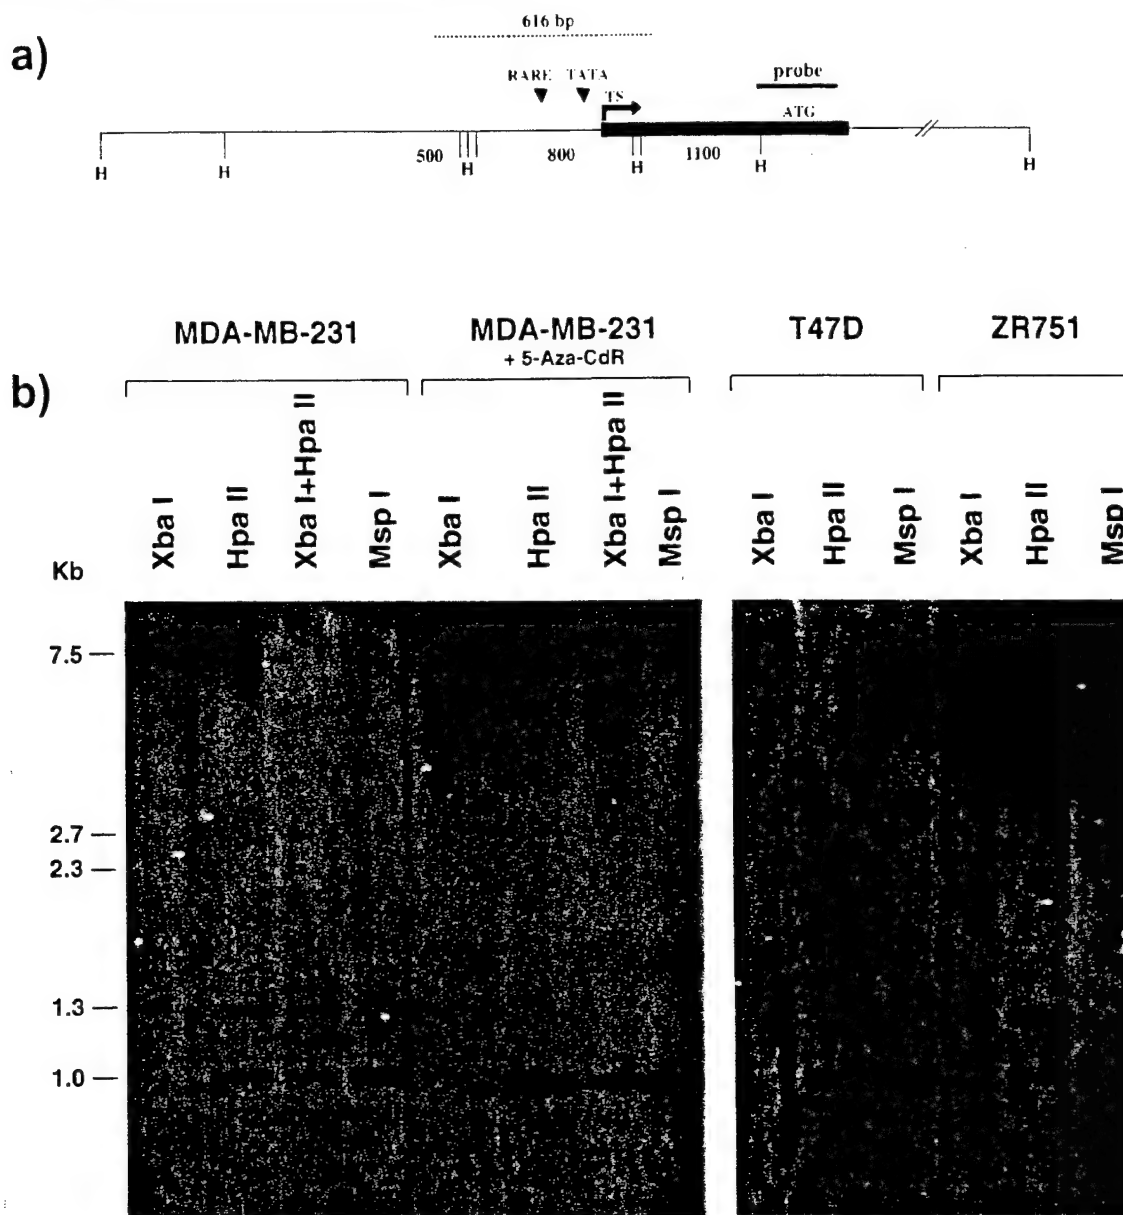 616 bp
a)
RARE TATA
probe
TS
ATG
500 800 1100
H H H H H H
MDA-MB-231 MDA-MB-231 T47D ZR751
+ 5-Aza-CdR
b)
Xba I Hpa II Xba I+Hpa II Msp I Xba I Hpa II Xba I+Hpa II Msp I Xba I Hpa II Msp I Xba I Hpa II Msp I
Kb
7.5
2.7
2.3
1.3
1.0